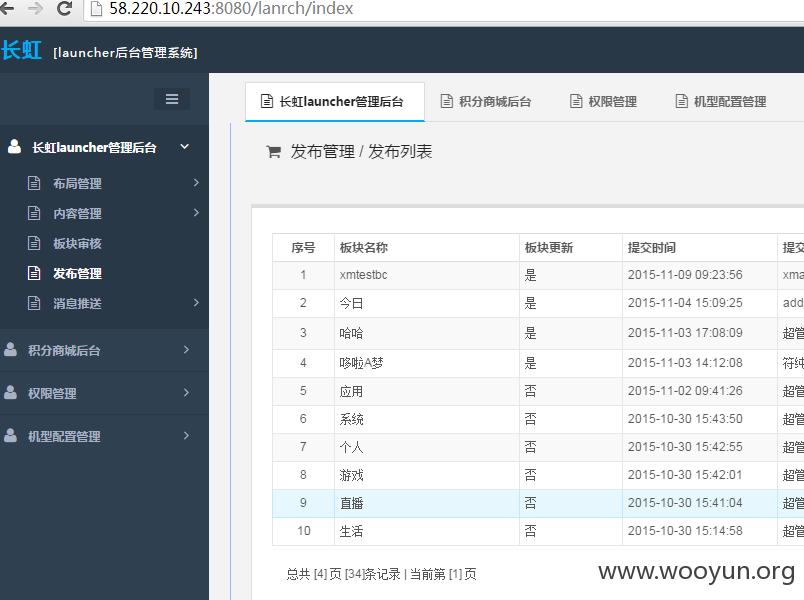 58.220.10.243:8080/lanrch/index
长虹 [launcher后台管理系统]
长虹launcher管理后台 积分商城后台 权限管理 机型配置管理
长虹launcher管理后台
布局管理
内容管理
板块审核
发布管理
消息推送
积分商城后台
权限管理
机型配置管理
发布管理 / 发布列表
序号 板块名称 板块更新 提交时间 提交
1 xmtestbc 是 2015-11-09 09:23:56 xma
2 今日 是 2015-11-04 15:09:25 add
3 哈哈 是 2015-11-03 17:08:09 超管
4 哆啦A梦 是 2015-11-03 14:12:08 符纯
5 应用 否 2015-11-02 09:41:26 超管
6 系统 否 2015-10-30 15:43:50 超管
7 个人 否 2015-10-30 15:42:55 超管
8 游戏 否 2015-10-30 15:42:01 超管
9 直播 否 2015-10-30 15:41:04 超管
10 生活 否 2015-10-30 15:14:58 超管
总共 [4]页 [34]条记录 | 当前第 [1]页
www.wooyun.org